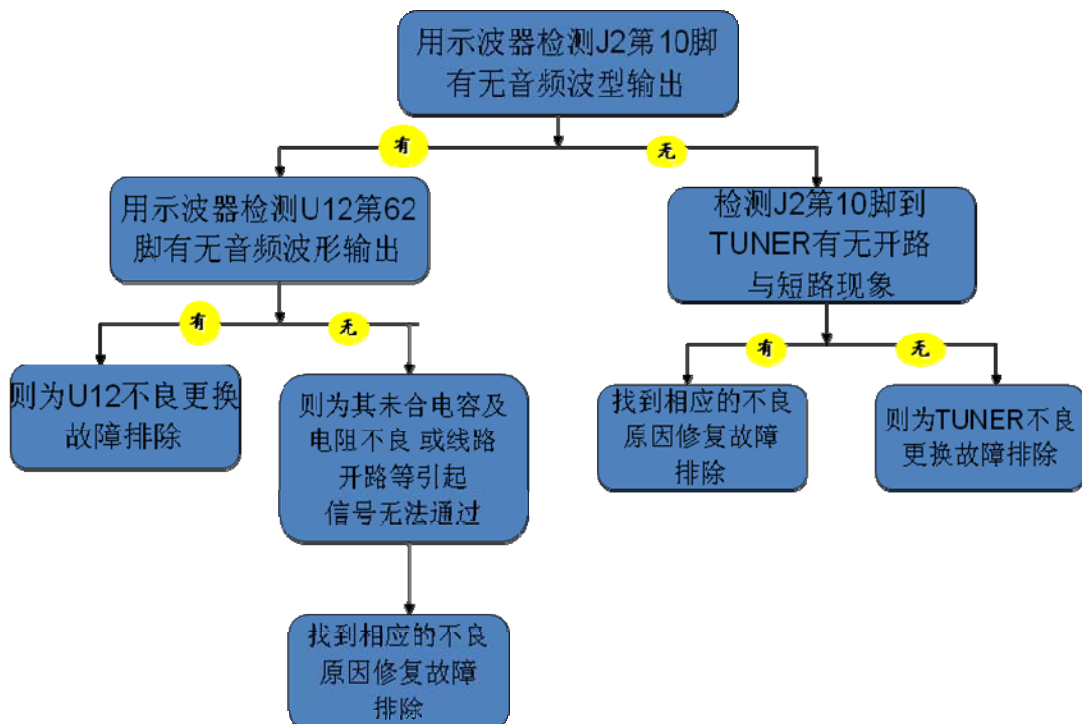 用示波器检测J2第10脚
有无音频波型输出
有
无
用示波器检测U12第62
脚有无音频波形输出
检测J2第10脚到
TUNER有无开路
与短路现象
有
无
有
无
则为U12不良更换
故障排除
则为其未合电容及
电阻不良 或线路
开路等引起
信号无法通过
找到相应的不良
原因修复故障
排除
则为TUNER不良
更换故障排除
找到相应的不良
原因修复故障
排除